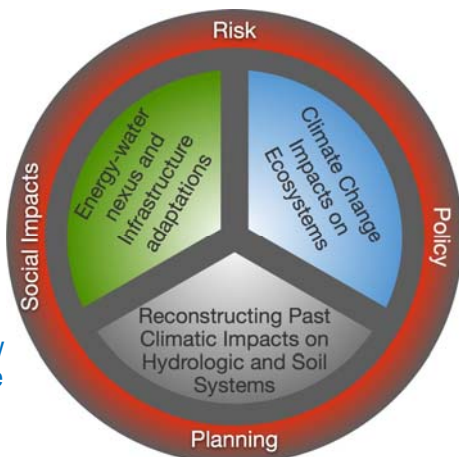 Risk
Energy-water
nexus and
Infrastructure
adaptations
Climate Change
Impacts on
Ecosystems
Social Impacts
Policy
Reconstructing Past
Climatic Impacts on
Hydrologic and Soil
Systems
Planning